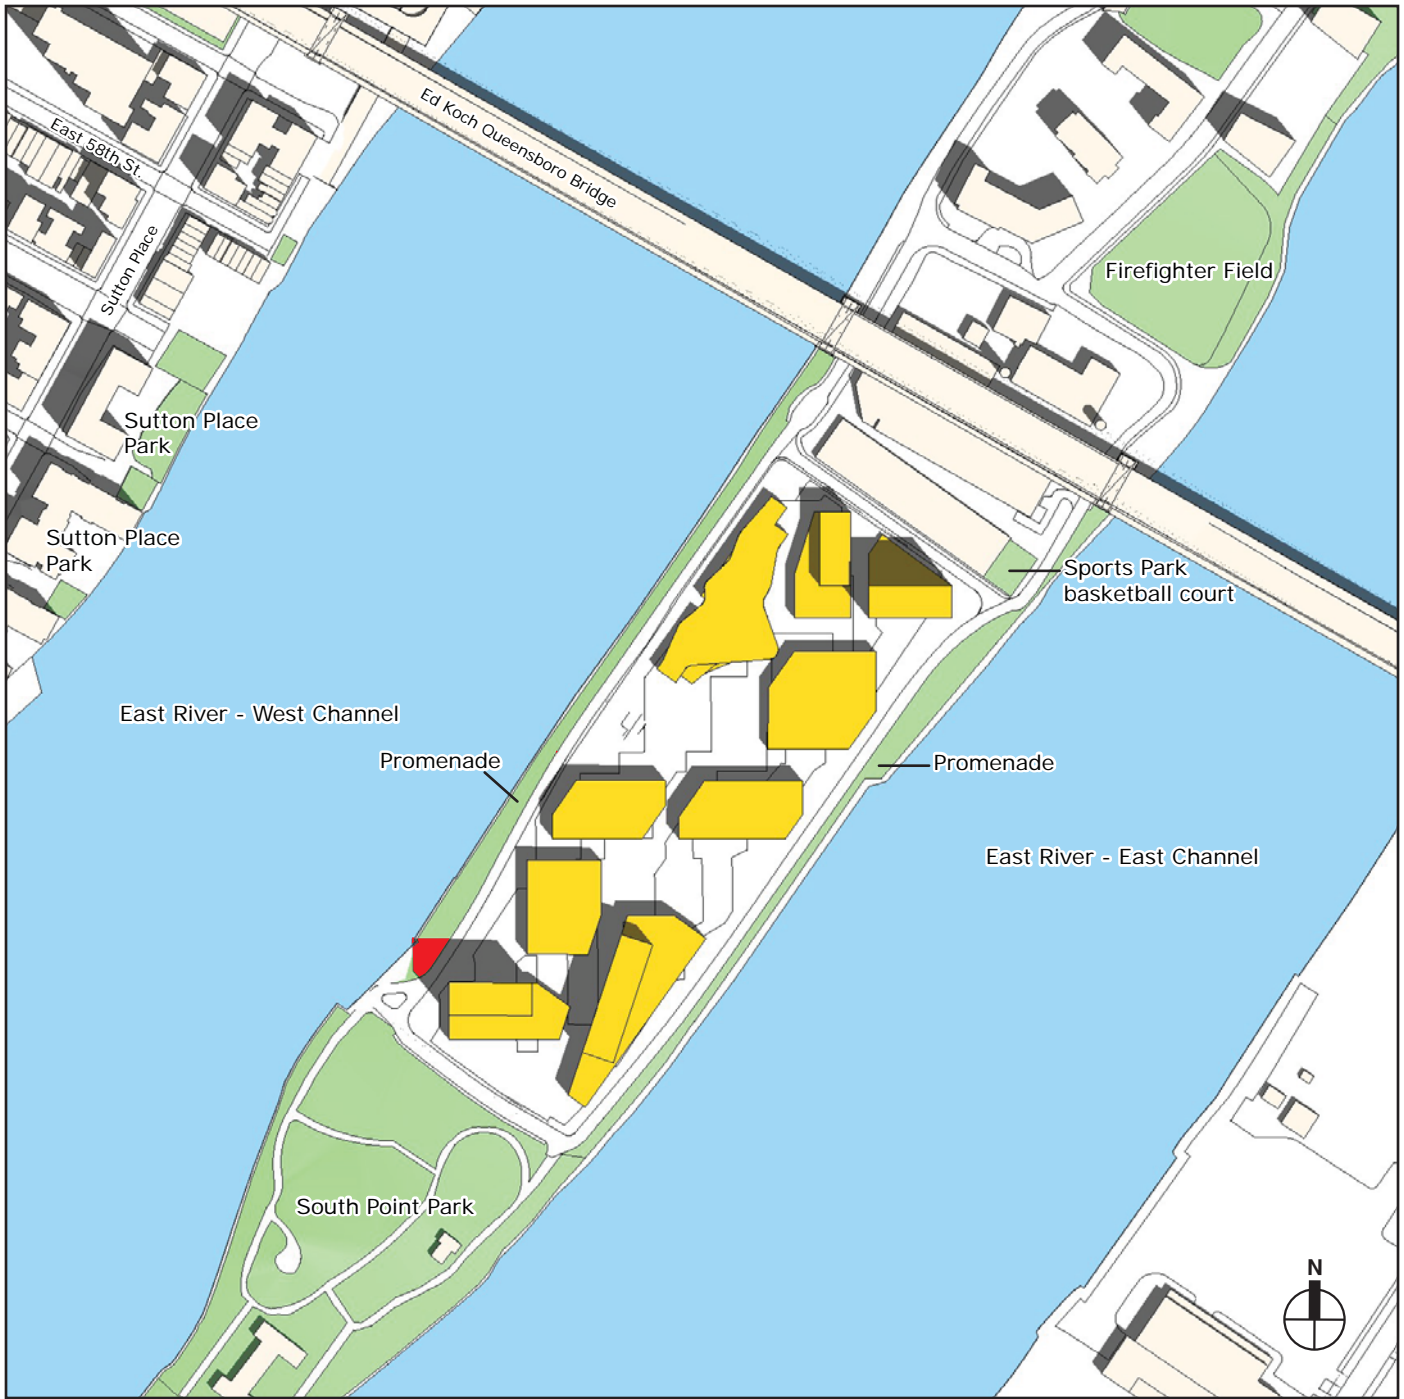 Ed Koch Queensboro Bridge
East 58th St.
Sutton Place
Firefighter Field
Sutton Place
Park
Sutton Place
Park
Sports Park
basketball court
East River - West Channel
Promenade
Promenade
East River - East Channel
South Point Park
N